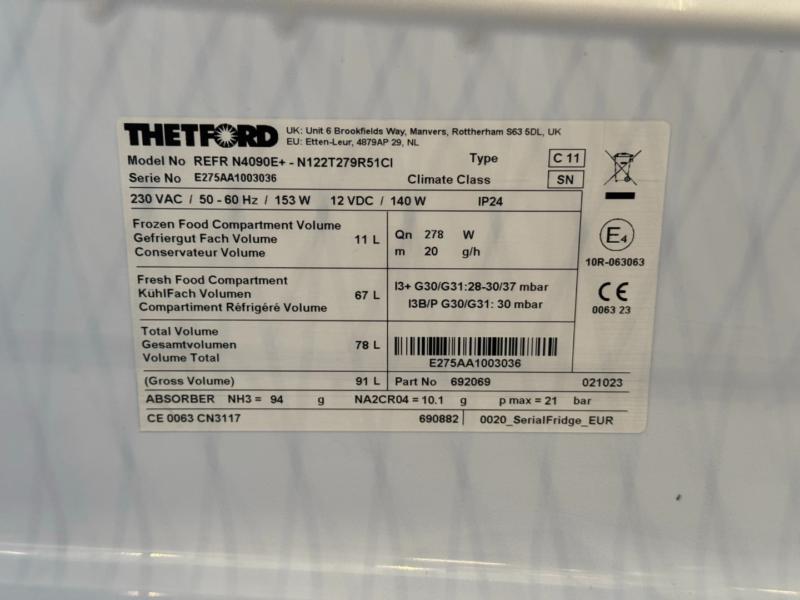 THETFORD
UK: Unit 6 Brookfields Way, Manvers, Rottherham S63 5DL, UK
EU: Etten-Leur, 4879AP 29, NL
Model No REFR N4090E+ - N122T279R51CI Type C 11
Serie No E275AA1003036 Climate Class SN
230 VAC / 50 - 60 Hz / 153 W 12 VDC / 140 W IP24
Frozen Food Compartment Volume
Gefriergut Fach Volume 11 L
Conservateur Volume
Qn 278 W
m 20 g/h
E4
10R-063063
Fresh Food Compartment
KühlFach Volumen 67 L
Compartiment Réfrigéré Volume
I3+ G30/G31:28-30/37 mbar
I3B/P G30/G31: 30 mbar
CE
0063 23
Total Volume
Gesamtvolumen 78 L
Volume Total
E275AA1003036
(Gross Volume) 91 L Part No 692069 021023
ABSORBER NH3 = 94 g NA2CR04 = 10.1 g p max = 21 bar
CE 0063 CN3117 690882 0020_SerialFridge_EUR